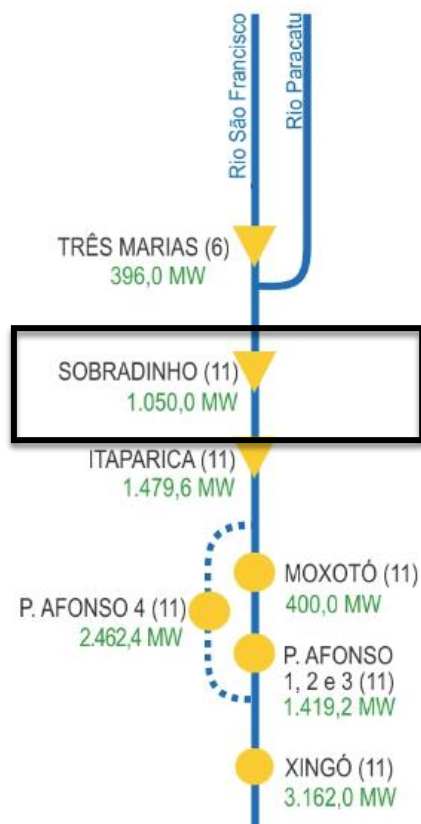 Rio São Francisco
Rio Paracatu
TRÊS MARIAS (6)
396,0 MW
SOBRADINHO (11)
1.050,0 MW
ITAPARICA (11)
1.479,6 MW
MOXOTÓ (11)
400,0 MW
P. AFONSO 4 (11)
2.462,4 MW
P. AFONSO
1, 2 e 3 (11)
1.419,2 MW
XINGÓ (11)
3.162,0 MW